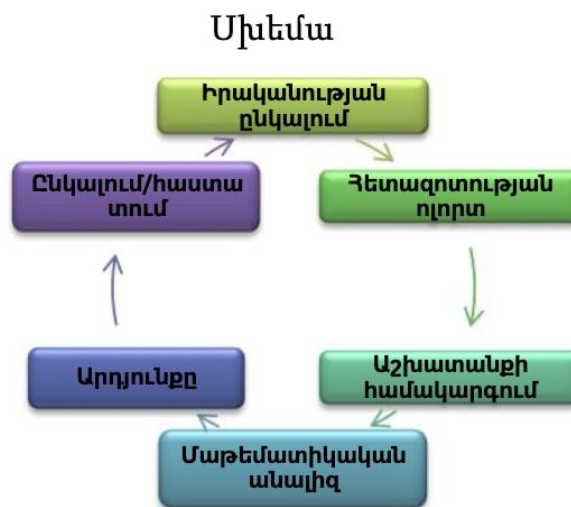 Սխեմա
Իրականության
ընկալում
Հետազոտության
ոլորտ
Աշխատանքի
համակարգում
Մաթեմատիկական
անալիզ
Արդյունքը
Ընկալում/հաստա
տում